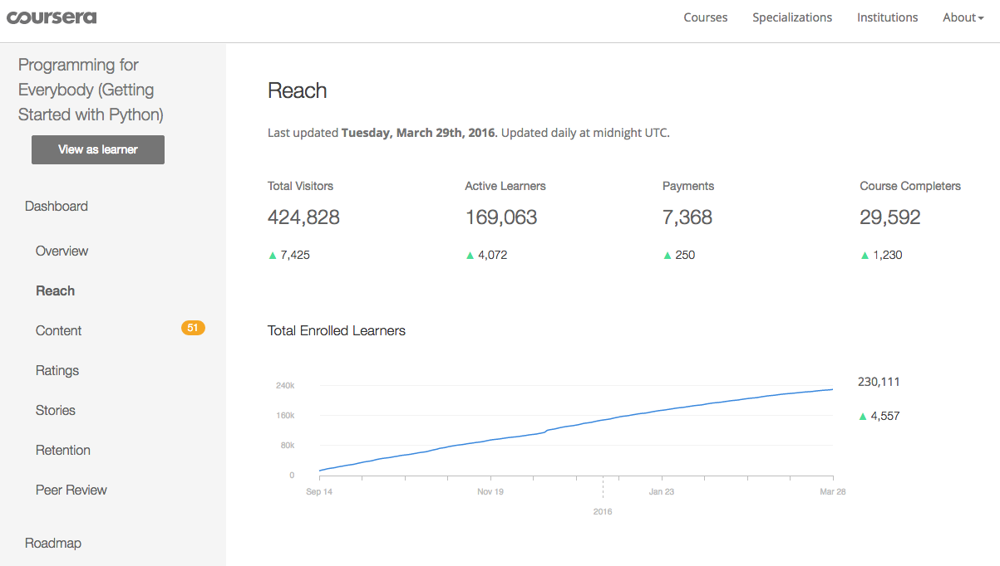 coursera
Courses Specializations Institutions About
Programming for
Everybody (Getting
Started with Python)
View as learner
Dashboard
Overview
Reach
Content 51
Ratings
Stories
Retention
Peer Review
Roadmap
Reach
Last updated Tuesday, March 29th, 2016. Updated daily at midnight UTC.
Total Visitors Active Learners Payments Course Completers
424,828 169,063 7,368 29,592
▲ 7,425 ▲ 4,072 ▲ 250 ▲ 1,230
Total Enrolled Learners
240k
160k
80k
0
Sep 14 Nov 19 Jan 23 Mar 28
2016
230,111
▲ 4,557